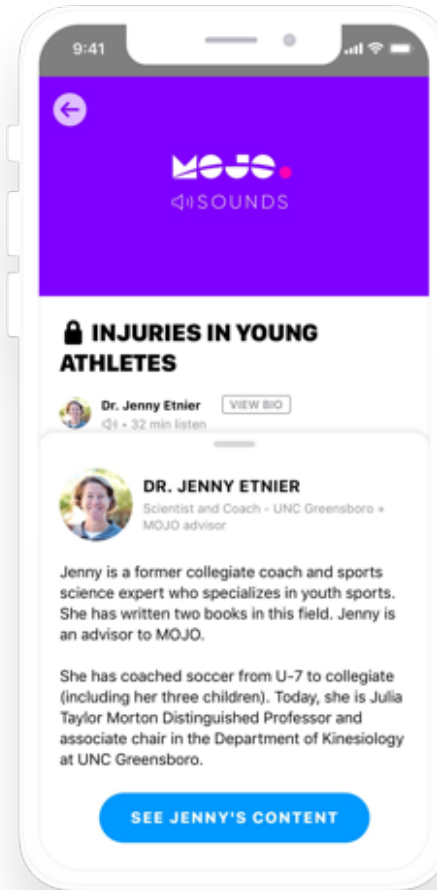 9:41
MOJO.
SOUNDS
INJURIES IN YOUNG
ATHLETES
Dr. Jenny Etnier VIEW BIO
• 32 min listen
DR. JENNY ETNIER
Scientist and Coach - UNC Greensboro +
MOJO advisor
Jenny is a former collegiate coach and sports
science expert who specializes in youth sports.
She has written two books in this field. Jenny is
an advisor to MOJO.
She has coached soccer from U-7 to collegiate
(including her three children). Today, she is Julia
Taylor Morton Distinguished Professor and
associate chair in the Department of Kinesiology
at UNC Greensboro.
SEE JENNY'S CONTENT